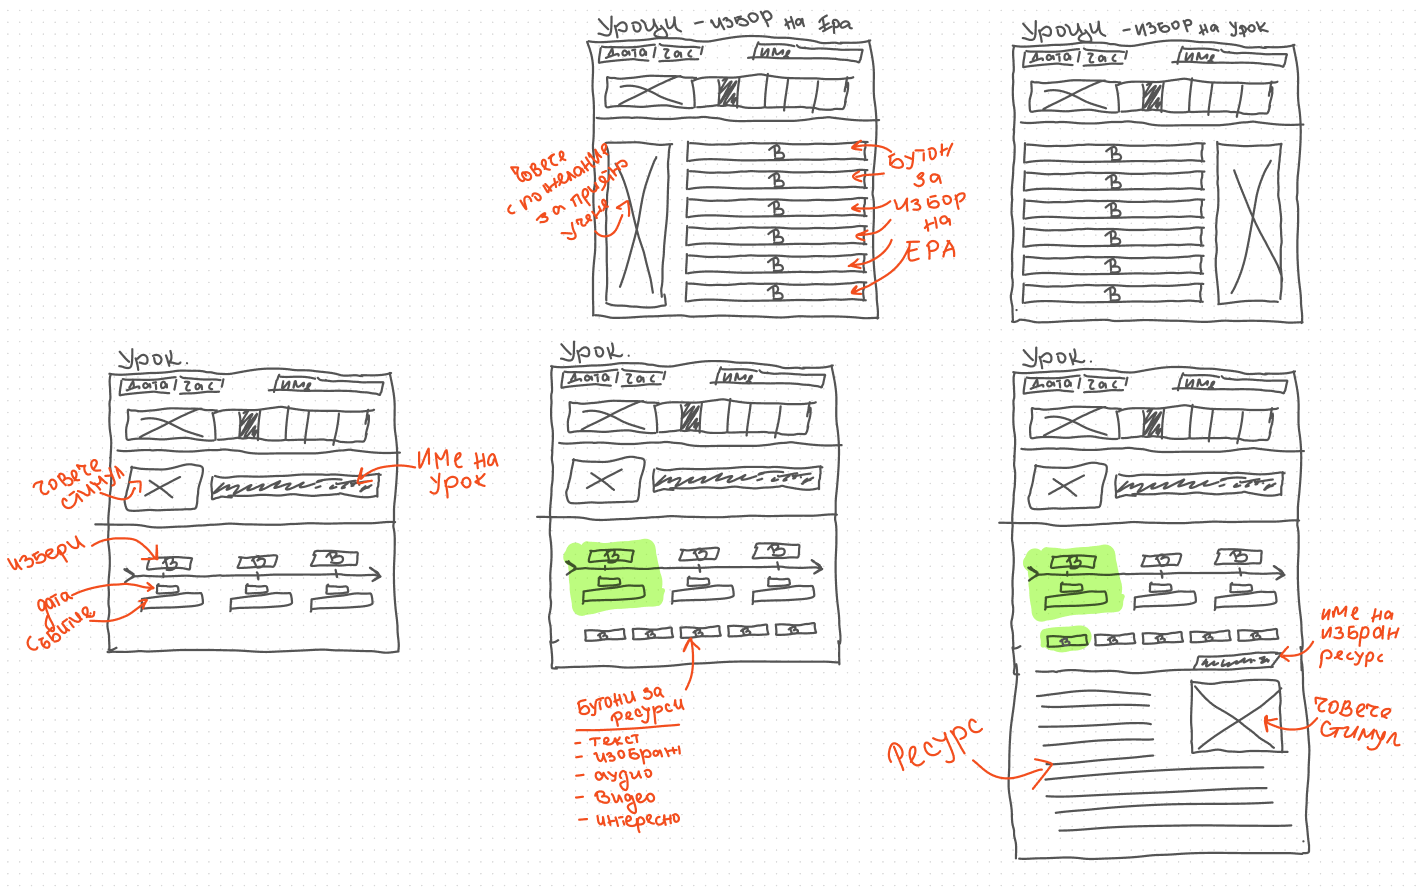 Уроци - избор на Ера
Дата/Час
Име
В
В
В
В
В
В
Човече
с пожелания
за приятно
учене
Бутон
за
избор
на
ЕРА
Уроци - избор на Урок
Дата/Час
Име
В
В
В
В
В
В
Урок.
Дата/Час
Име
Човече
стимул
Име на
урок
Избери
В
В
В
Дата
Събитие
Урок.
Дата/Час
Име
В
В
В
В
В
В
В
В
Бутони за
ресурси
- текст
- изображ
- аудио
- Видео
- интересно
Урок.
Дата/Час
Име
В
В
В
В
В
В
В
В
име на
избран
ресурс
Човече
стимул
Ресурс